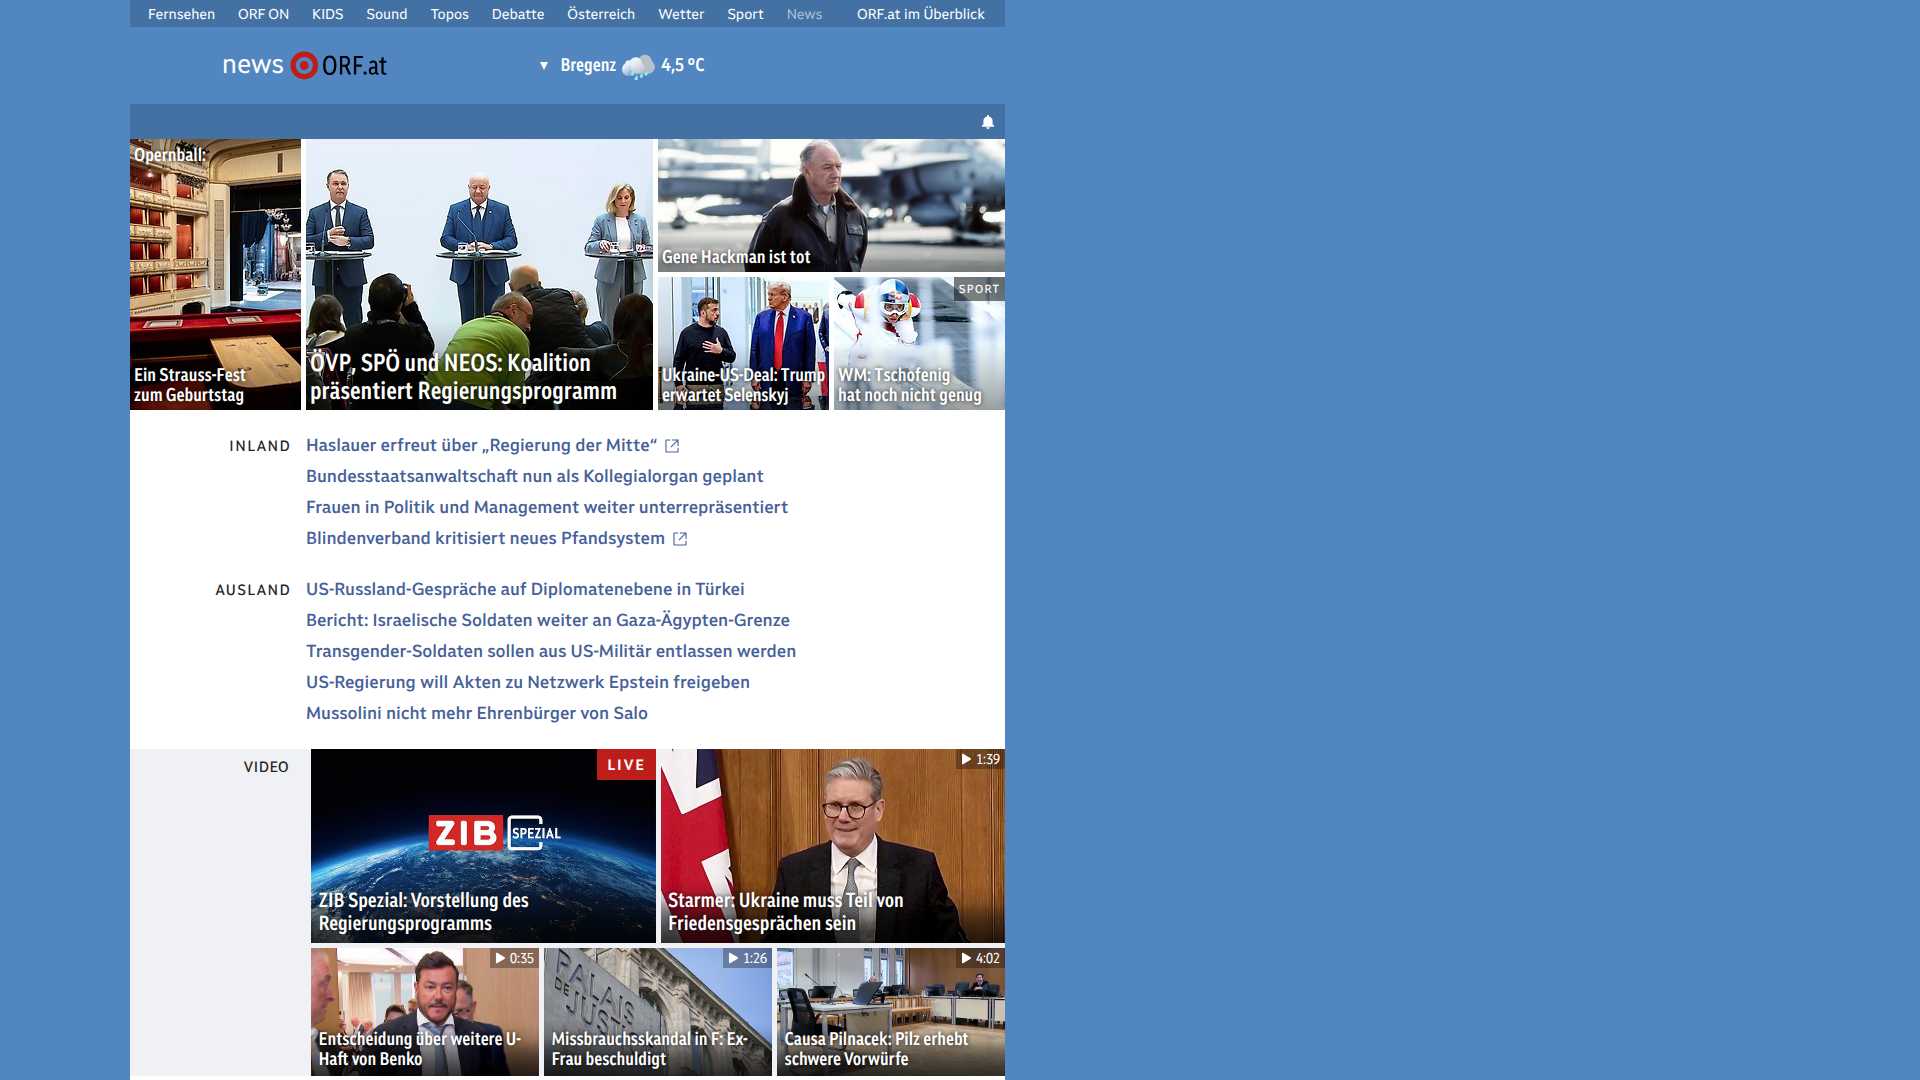 Fernsehen ORF ON KIDS Sound Topos Debatte Österreich Wetter Sport News ORF.at im Überblick
news ORF.at
▼ Bregenz 4,5 °C
Opernball:
Ein Strauss-Fest
zum Geburtstag
ÖVP, SPÖ und NEOS: Koalition
präsentiert Regierungsprogramm
Gene Hackman ist tot
Ukraine-US-Deal: Trump
erwartet Selenskyj
SPORT
WM: Tschofenig
hat noch nicht genug
INLAND
Haslauer erfreut über „Regierung der Mitte“
Bundesstaatsanwaltschaft nun als Kollegialorgan geplant
Frauen in Politik und Management weiter unterrepräsentiert
Blindenverband kritisiert neues Pfandsystem
AUSLAND
US-Russland-Gespräche auf Diplomatenebene in Türkei
Bericht: Israelische Soldaten weiter an Gaza-Ägypten-Grenze
Transgender-Soldaten sollen aus US-Militär entlassen werden
US-Regierung will Akten zu Netzwerk Epstein freigeben
Mussolini nicht mehr Ehrenbürger von Salo
VIDEO
LIVE
ZIB SPEZIAL
ZIB Spezial: Vorstellung des
Regierungsprogramms
1:39
Starmer: Ukraine muss Teil von
Friedensgesprächen sein
0:35
Entscheidung über weitere U-
Haft von Benko
1:26
PALAIS
DE JUSTI
Missbrauchsskandal in F: Ex-
Frau beschuldigt
4:02
Causa Pilnacek: Pilz erhebt
schwere Vorwürfe